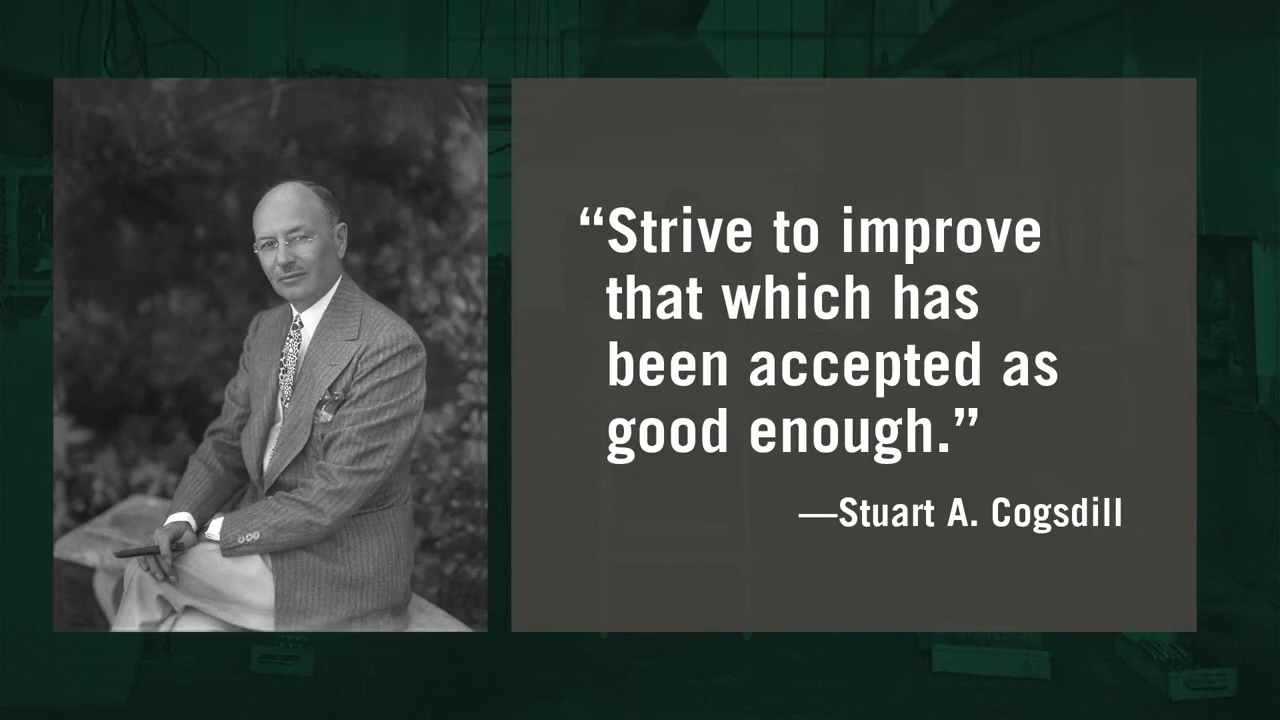 “Strive to improve
that which has
been accepted as
good enough.”
—Stuart A. Cogsdill